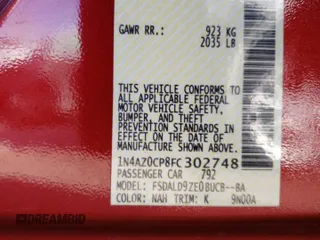 GAWR RR.: 923 KG
2035 LB
THIS VEHICLE CONFORMS TO
ALL APPLICABLE FEDERAL
MOTOR VEHICLE SAFETY,
BUMPER, AND THEFT
PREVENTION STANDARDS IN
EFFECT ON THE DATE OF
MANUFACTURE SHOWN ABOVE.
1N4AZ0CP8FC302748
PASSENGER CAR 792
MODEL: FSDALD9ZE0BUCB--BA
COLOR: NAH TRIM: K 9N00A
DREAMBID